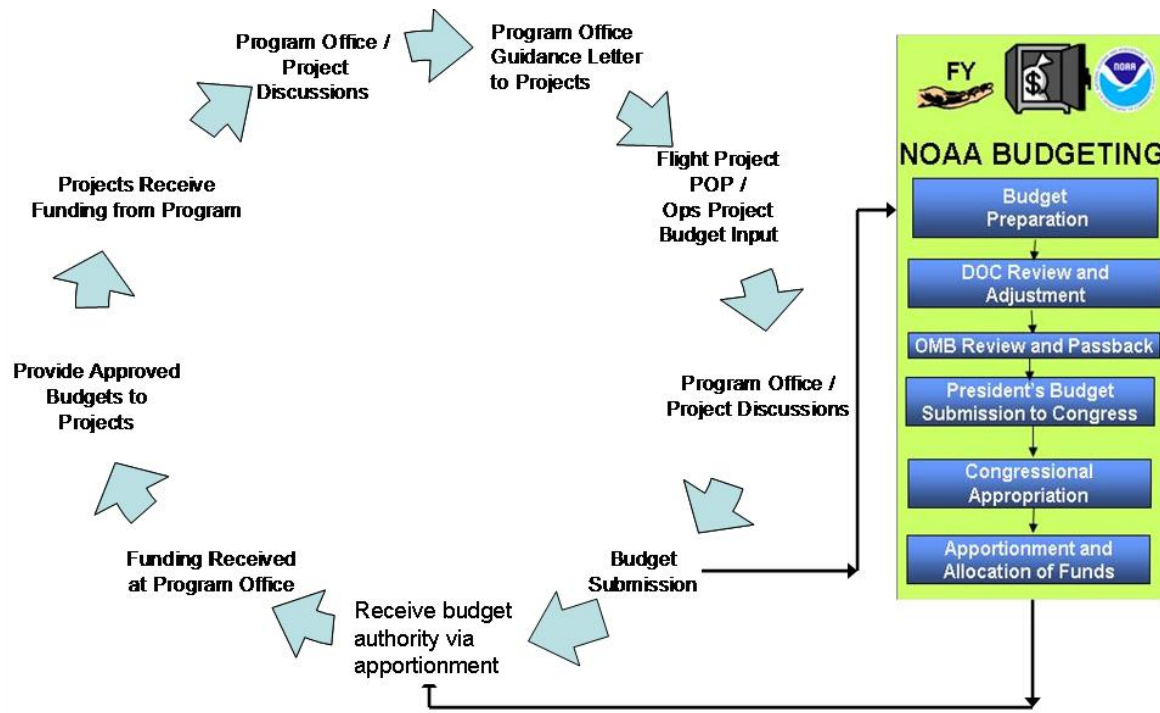 Program Office /
Project
Discussions
Program Office
Guidance Letter
to Projects
Flight Project
POP /
Ops Project
Budget Input
Program Office /
Project Discussions
Budget
Submission
Receive budget
authority via
apportionment
Funding Received
at Program Office
Provide Approved
Budgets to
Projects
Projects Receive
Funding from Program
FY
$
NOAA
NOAA BUDGETING
Budget
Preparation
DOC Review and
Adjustment
OMB Review and Passback
President's Budget
Submission to Congress
Congressional
Appropriation
Apportionment and
Allocation of Funds